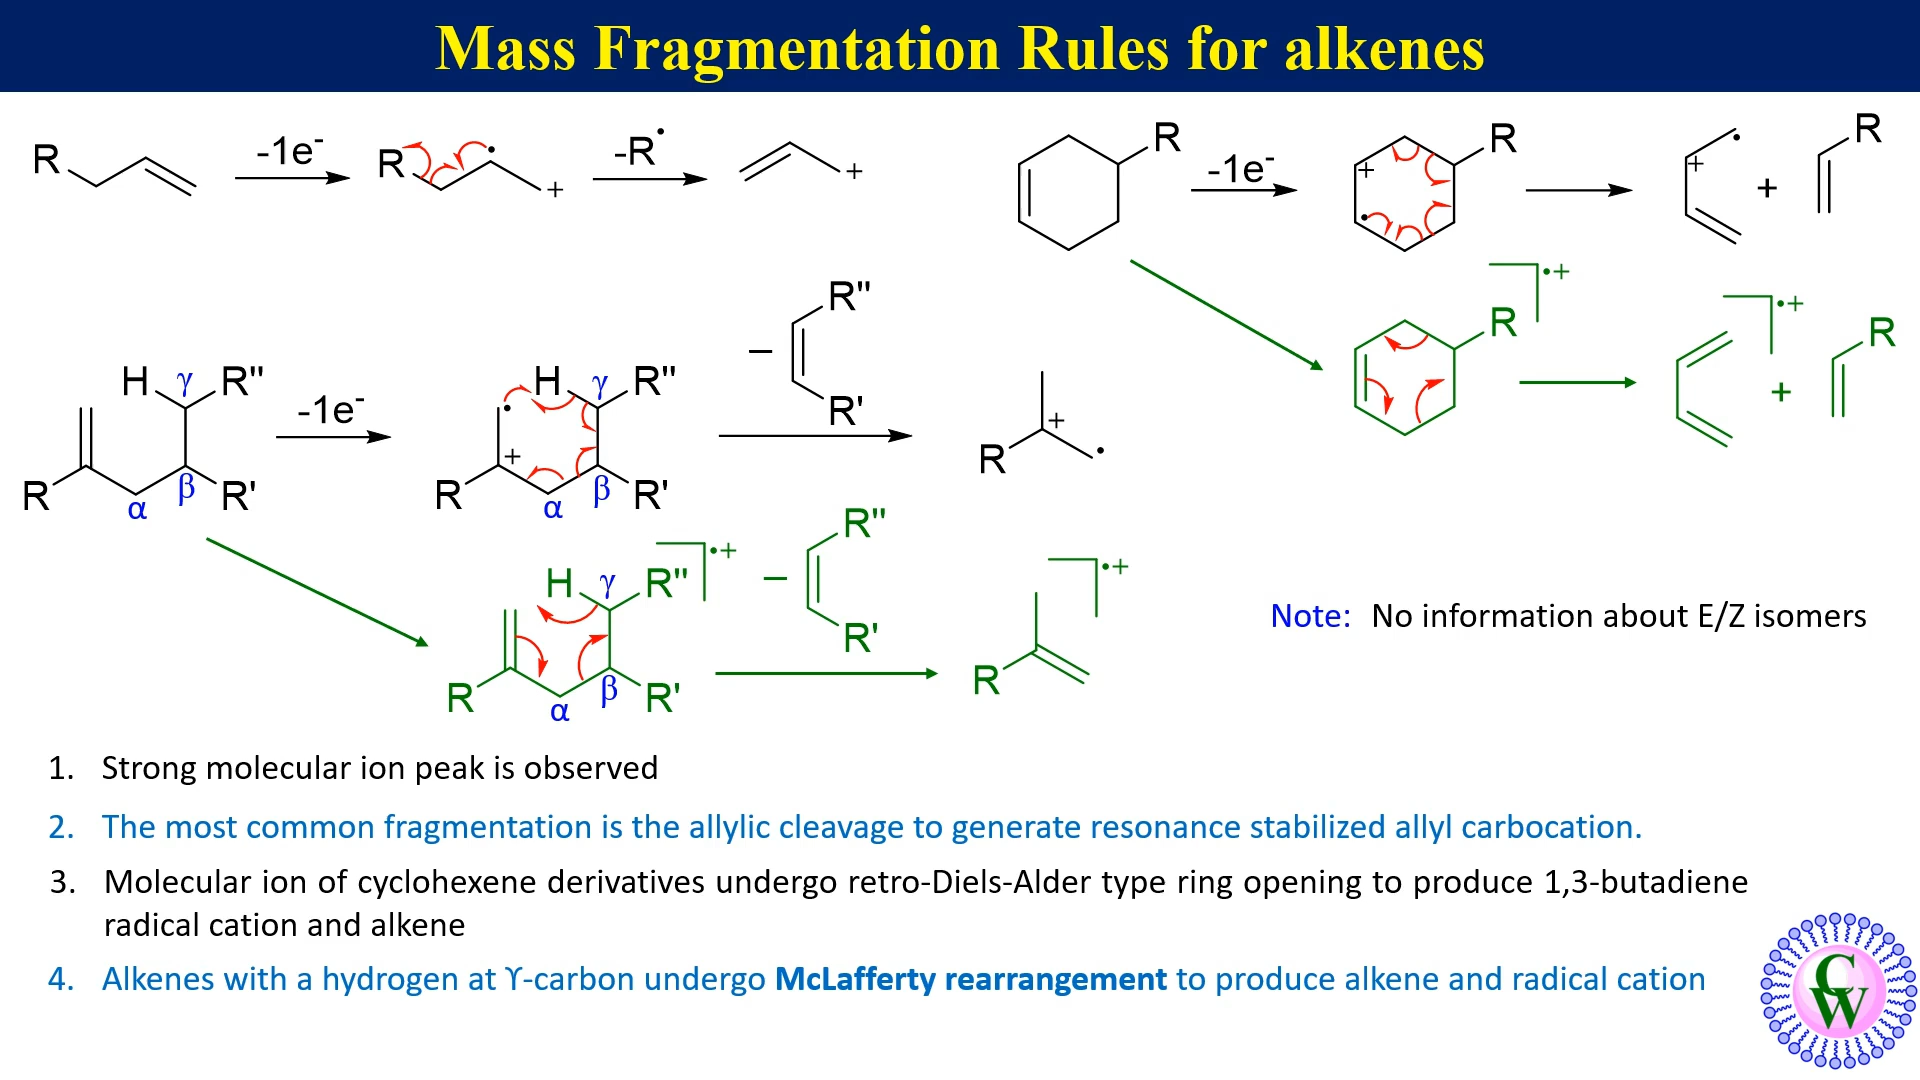 Mass Fragmentation Rules for alkenes
R -1e- R + -R• +
R -1e- R + + R
R •+ •+ R +
H γ R" -1e- H γ R" – R"
R' + •
R α β R' R + α β R' R
H γ R" •+ – R" •+
R α β R' R' R
Note: No information about E/Z isomers
1. Strong molecular ion peak is observed
2. The most common fragmentation is the allylic cleavage to generate resonance stabilized allyl carbocation.
3. Molecular ion of cyclohexene derivatives undergo retro-Diels-Alder type ring opening to produce 1,3-butadiene
radical cation and alkene
4. Alkenes with a hydrogen at ϒ-carbon undergo McLafferty rearrangement to produce alkene and radical cation
CW